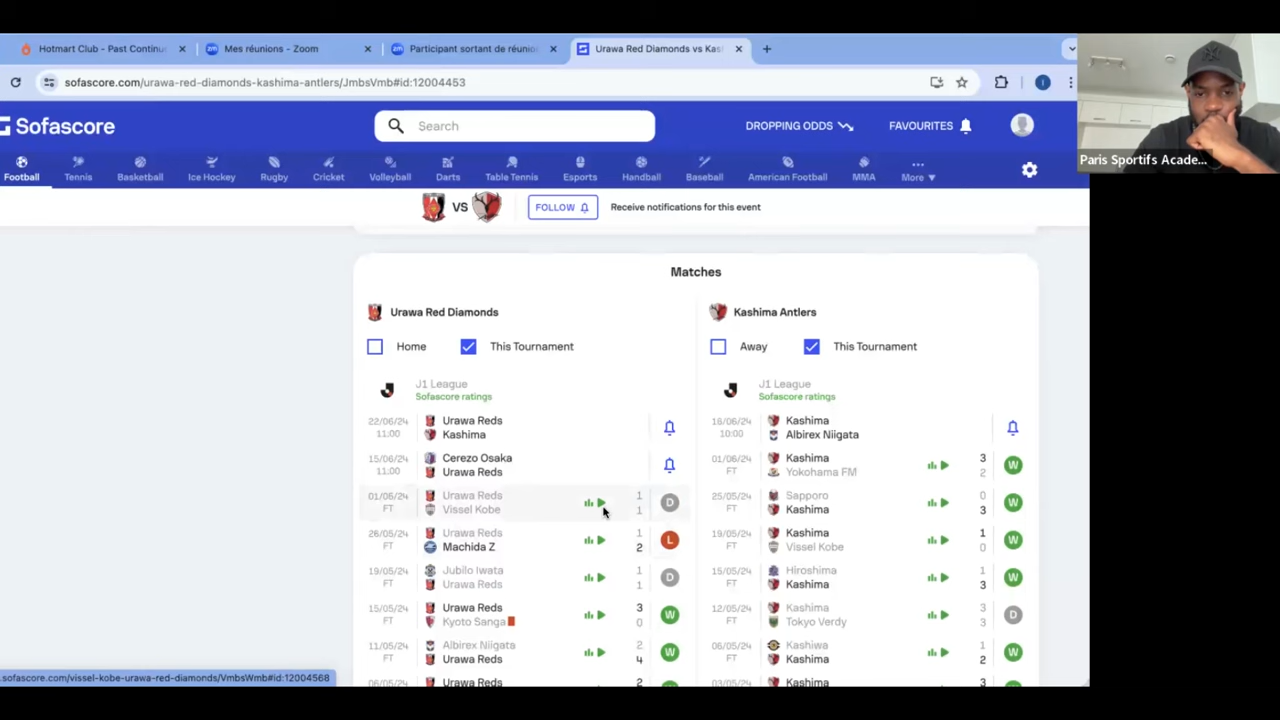 Hotmart Club - Past Continu
Mes réunions - Zoom
Participant sortant de réunio
Urawa Red Diamonds vs Kas
sofascore.com/urawa-red-diamonds-kashima-antlers/JmbsVmb#id:12004453
Sofascore
Search
DROPPING ODDS
FAVOURITES
Football
Tennis
Basketball
Ice Hockey
Rugby
Cricket
Volleyball
Darts
Table Tennis
Esports
Handball
Baseball
American Football
MMA
More
VS
FOLLOW
Receive notifications for this event
Paris Sportifs Acade...
Matches
Urawa Red Diamonds
Home
This Tournament
J1 League
Sofascore ratings
22/06/24 Urawa Reds
11:00 Kashima
15/06/24 Cerezo Osaka
11:00 Urawa Reds
01/06/24 Urawa Reds 1
FT Vissel Kobe 1 D
26/05/24 Urawa Reds 1
FT Machida Z 2 L
19/05/24 Jubilo Iwata 1
FT Urawa Reds 1 D
15/05/24 Urawa Reds 3
FT Kyoto Sanga 0 W
11/05/24 Albirex Niigata 2
FT Urawa Reds 4 W
06/05/24 Urawa Reds 2
Kashima Antlers
Away
This Tournament
J1 League
Sofascore ratings
16/06/24 Kashima
10:00 Albirex Niigata
01/06/24 Kashima 3
FT Yokohama FM 2 W
25/05/24 Sapporo 0
FT Kashima 3 W
19/05/24 Kashima 1
FT Vissel Kobe 0 W
15/05/24 Hiroshima 1
FT Kashima 3 W
12/05/24 Kashima 3
FT Tokyo Verdy 3 D
06/05/24 Kashiwa 1
FT Kashima 2 W
03/05/24 Kashima 3
.sofascore.com/vissel-kobe-urawa-red-diamonds/VmbsWmb#id:12004568